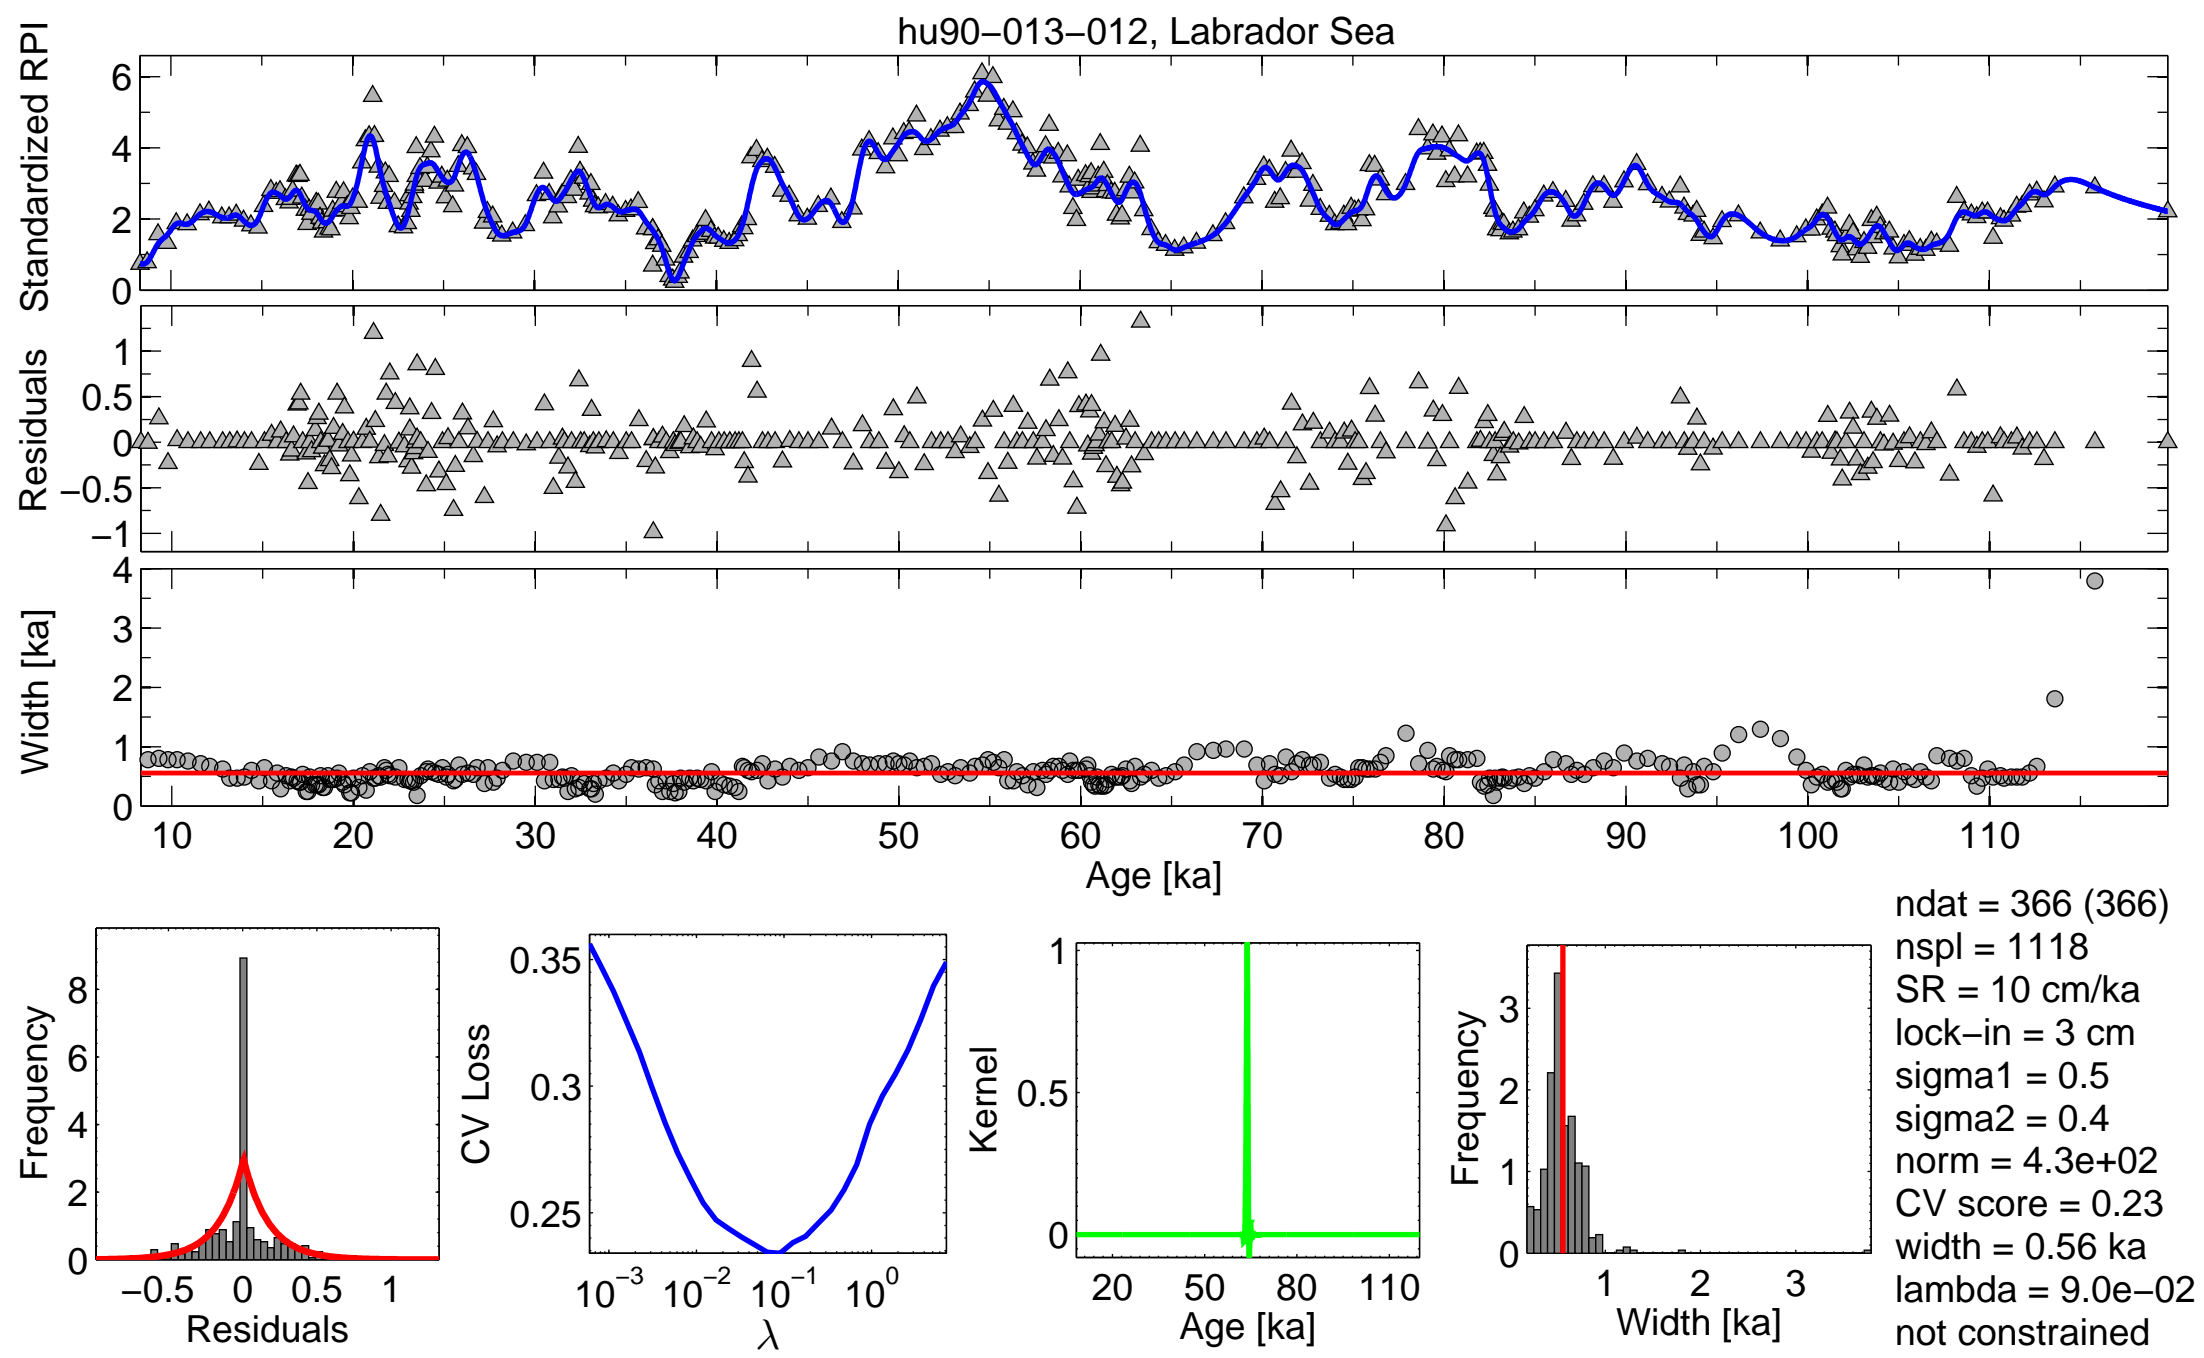 hu90−013−012, Labrador Sea
Standardized RPI
6
4
2
0
Residuals
1
0.5
0
−0.5
−1
Width [ka]
4
3
2
1
0
10 20 30 40 50 60 70 80 90 100 110
Age [ka]
Frequency
8
6
4
2
0
−0.5 0 0.5 1
Residuals
CV Loss
0.35
0.3
0.25
10−3 10−2 10−1 100
λ
Kernel
1
0.5
0
20 50 80 110
Age [ka]
Frequency
3
2
1
0
1 2 3
Width [ka]
ndat = 366 (366)
nspl = 1118
SR = 10 cm/ka
lock−in = 3 cm
sigma1 = 0.5
sigma2 = 0.4
norm = 4.3e+02
CV score = 0.23
width = 0.56 ka
lambda = 9.0e−02
not constrained